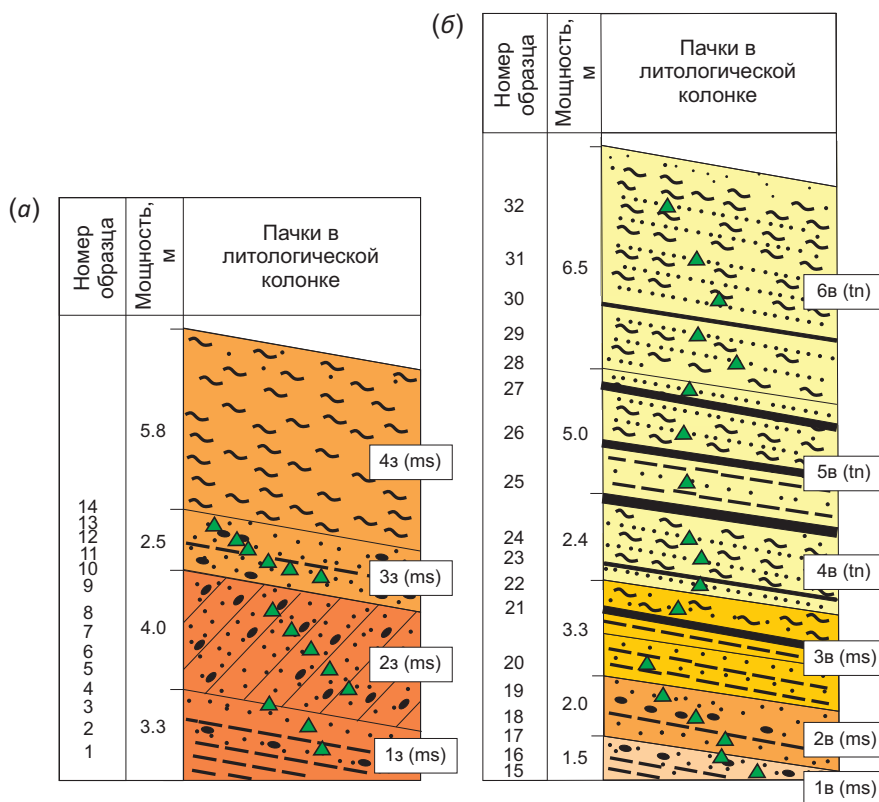 (а)
Номер образца
Мощность, м
Пачки в
литологической
колонке
14
13
12
11
10
9
8
7
6
5
4
3
2
1
5.8
2.5
4.0
3.3
4з (ms)
3з (ms)
2з (ms)
1з (ms)
(б)
Номер образца
Мощность, м
Пачки в
литологической
колонке
32
31
30
29
28
27
26
25
24
23
22
21
20
19
18
17
16
15
6.5
5.0
2.4
3.3
2.0
1.5
6в (tn)
5в (tn)
4в (tn)
3в (ms)
2в (ms)
1в (ms)